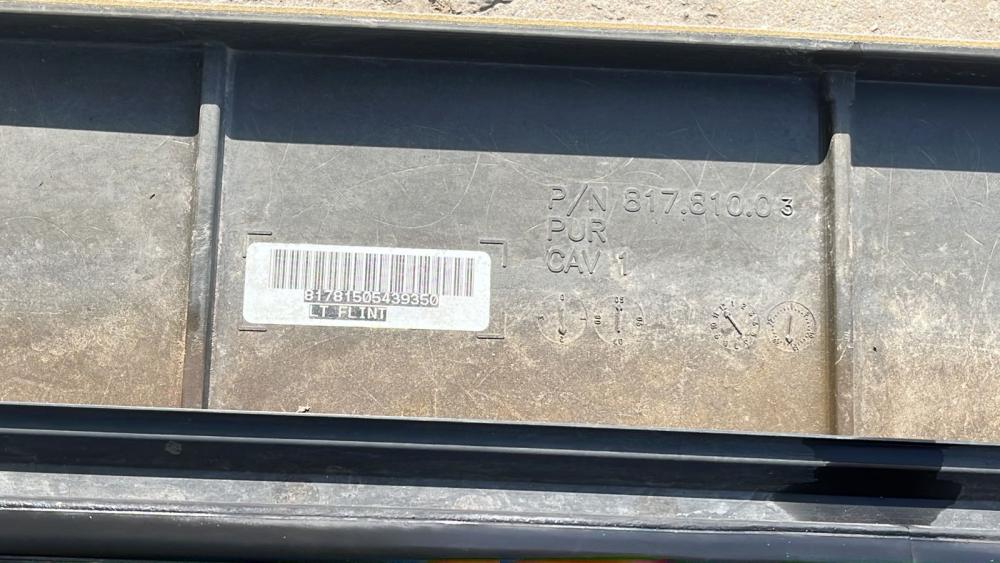 P/N 817.810.03
PUR
CAV 1
81781505439350
LT FLINT